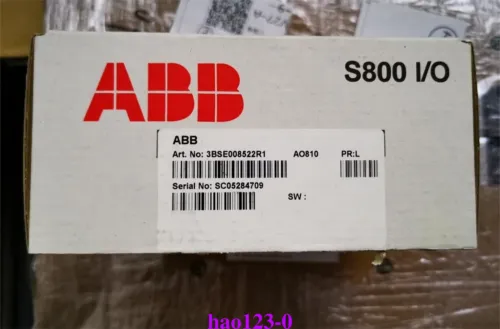 ABB
S800 I/O
ABB
Art. No: 3BSE008522R1 AO810 PR:L
Serial No: SC05284709
SW :
hao123-0